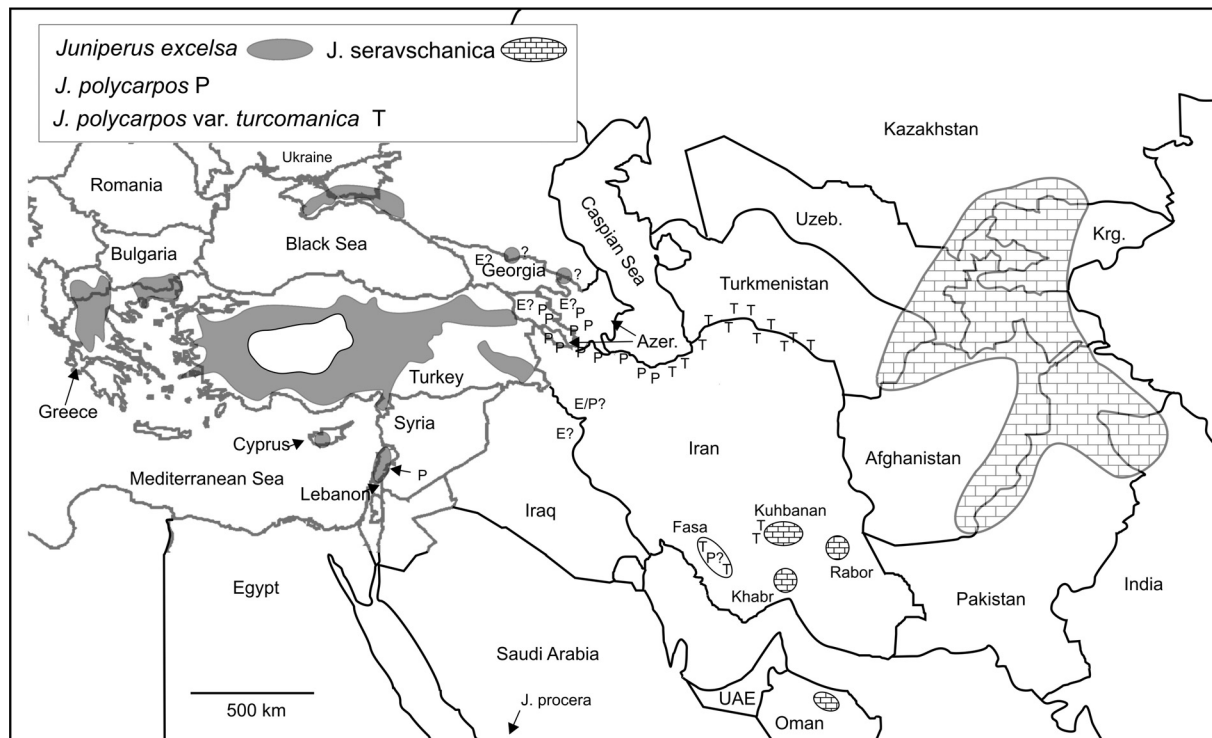 Juniperus excelsa J. seravschanica
J. polycarpos P
J. polycarpos var. turcomanica T
Kazakhstan
Ukraine
Romania
Caspian Sea
Uzeb.
Krg.
Black Sea
Bulgaria
E? ?
Georgia
?
Turkmenistan
E? E?
P P
P P
P
P P P P P
P P T T
T T T T
T T T T T
Azer.
Turkey
Greece
E/P?
E?
Syria
Cyprus
P
Iran
Afghanistan
Mediterranean Sea
Lebanon
Iraq
Kuhbanan
T
T
Fasa
T
P?
T
Rabor
Khabr
Egypt
Pakistan
India
Saudi Arabia
J. procera
UAE
Oman
500 km